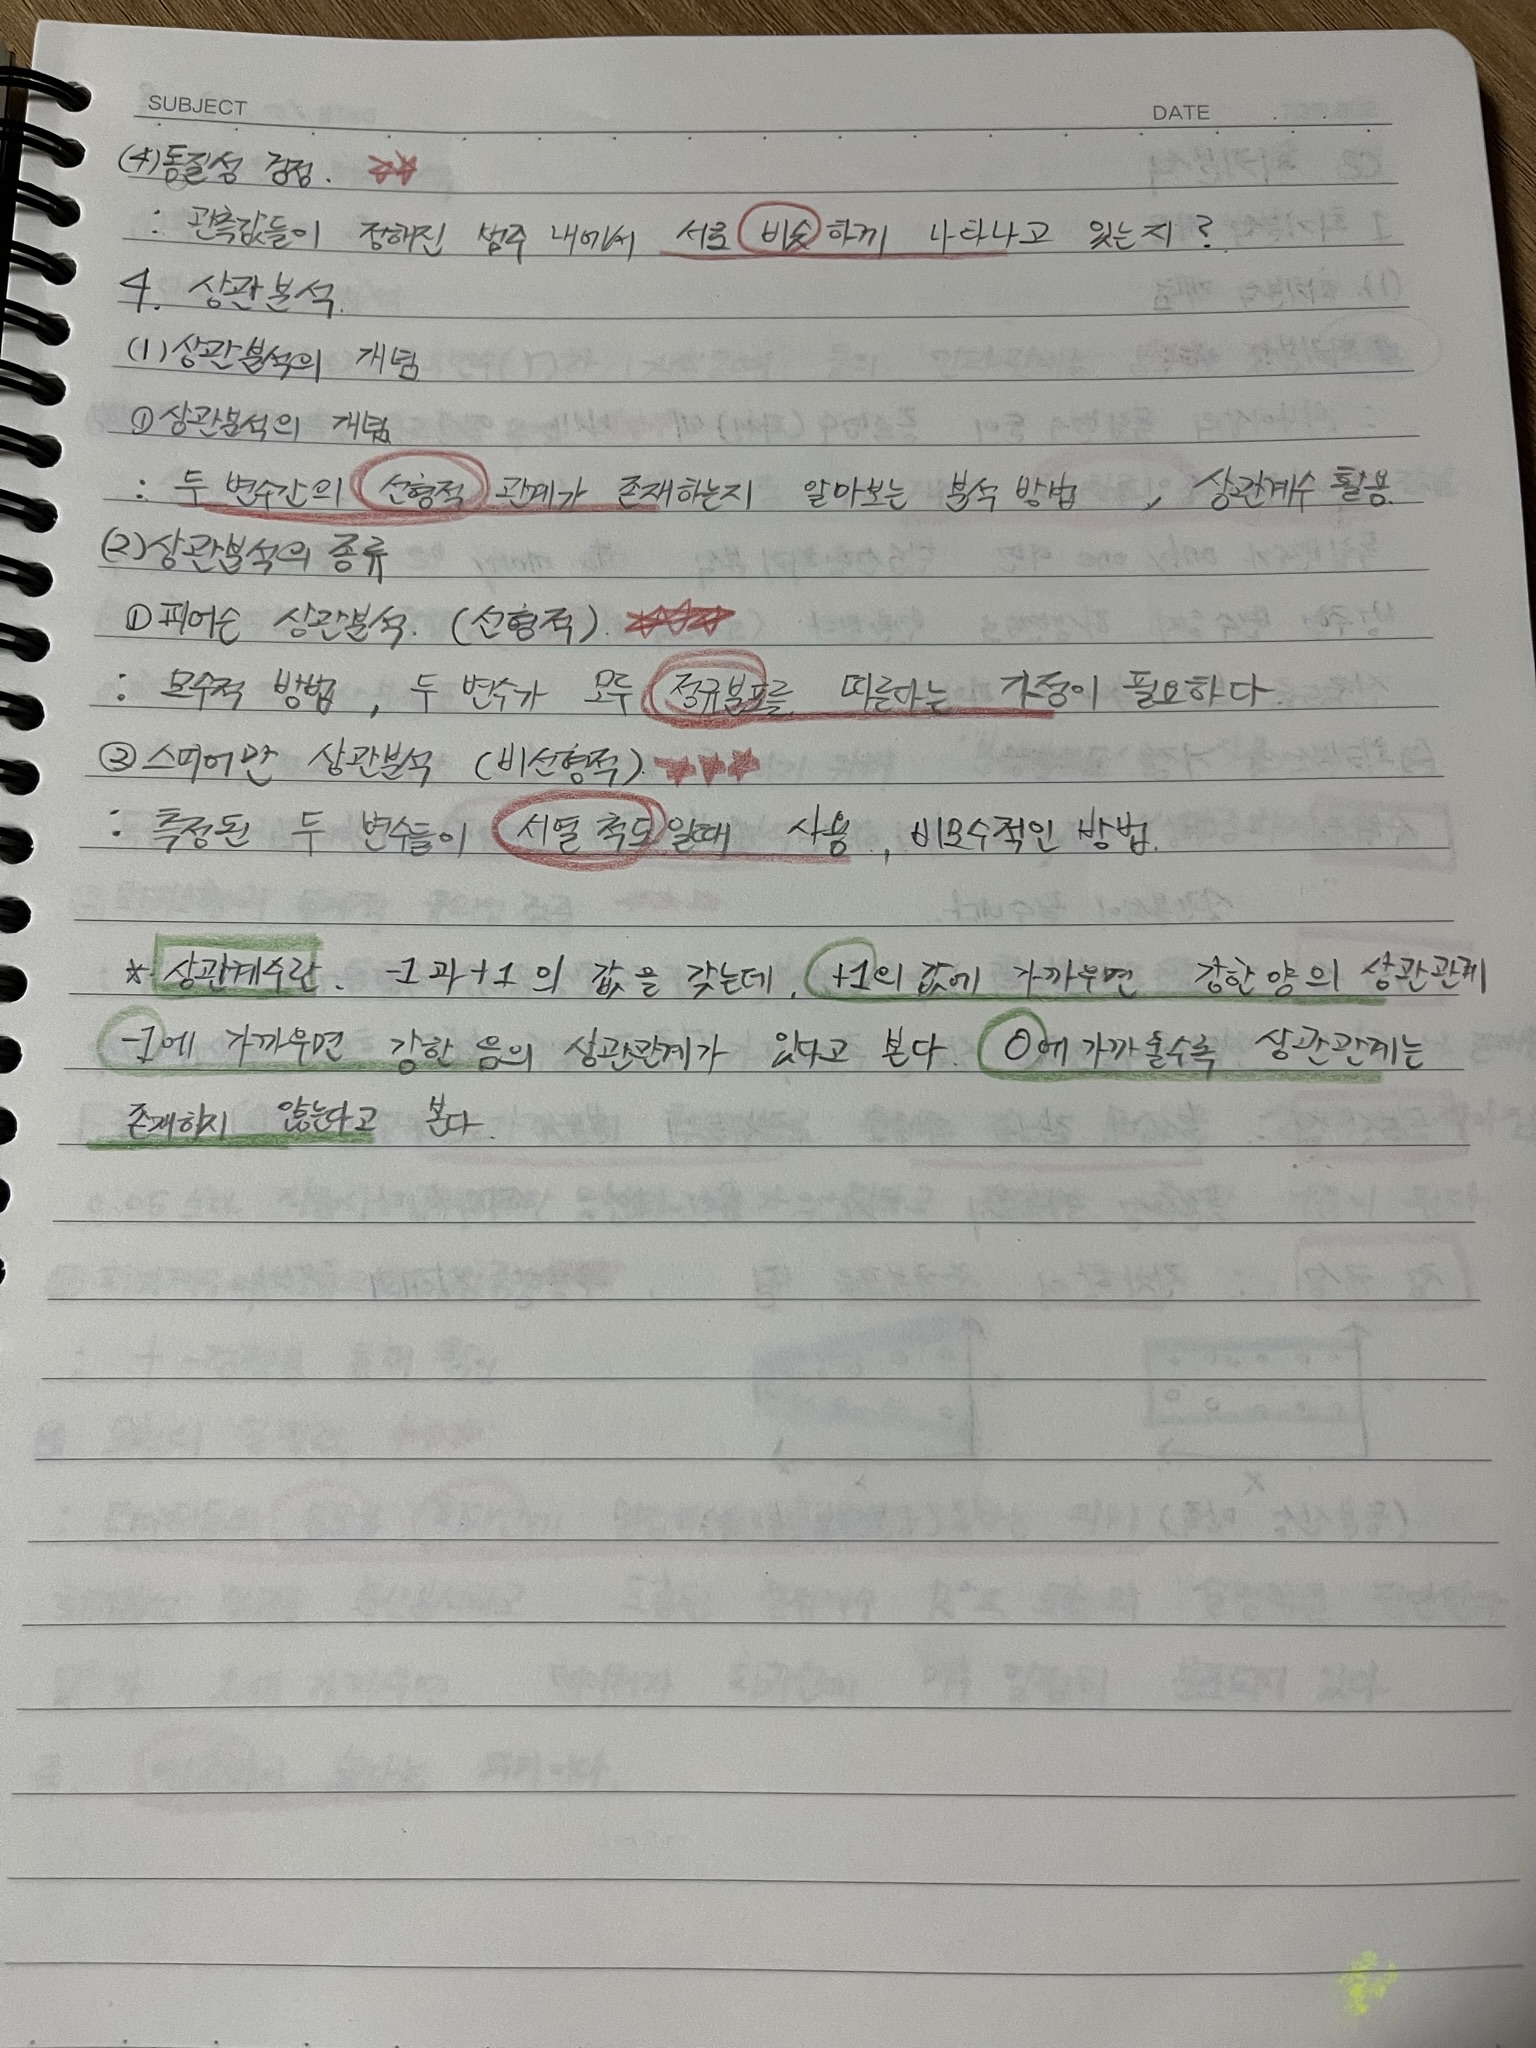 SUBJECT DATE
(4) 동질성 검정.
: 관측값들이 정해진 범주 내에서 서로 비슷하게 나타나고 있는지?
4. 상관분석.
(1) 상관분석의 개념
① 상관분석의 개념
: 두 변수간의 선형적 관계가 존재하는지 알아보는 분석 방법, 상관계수 활용.
(2) 상관분석의 종류
① 피어슨 상관분석. (선형적).
: 모수적 방법, 두 변수가 모두 정규분포를 따른다는 가정이 필요하다.
③ 스피어만 상관분석 (비선형적).
: 측정된 두 변수들이 서열 척도 일때 사용, 비모수적인 방법.
* 상관계수란. -1과 +1의 값을 갖는데, +1의 값에 가까우면 강한 양의 상관관계
-1에 가까우면 강한 음의 상관관계가 있다고 본다. 0에 가까울수록 상관관계는
존재하지 않는다고 본다.